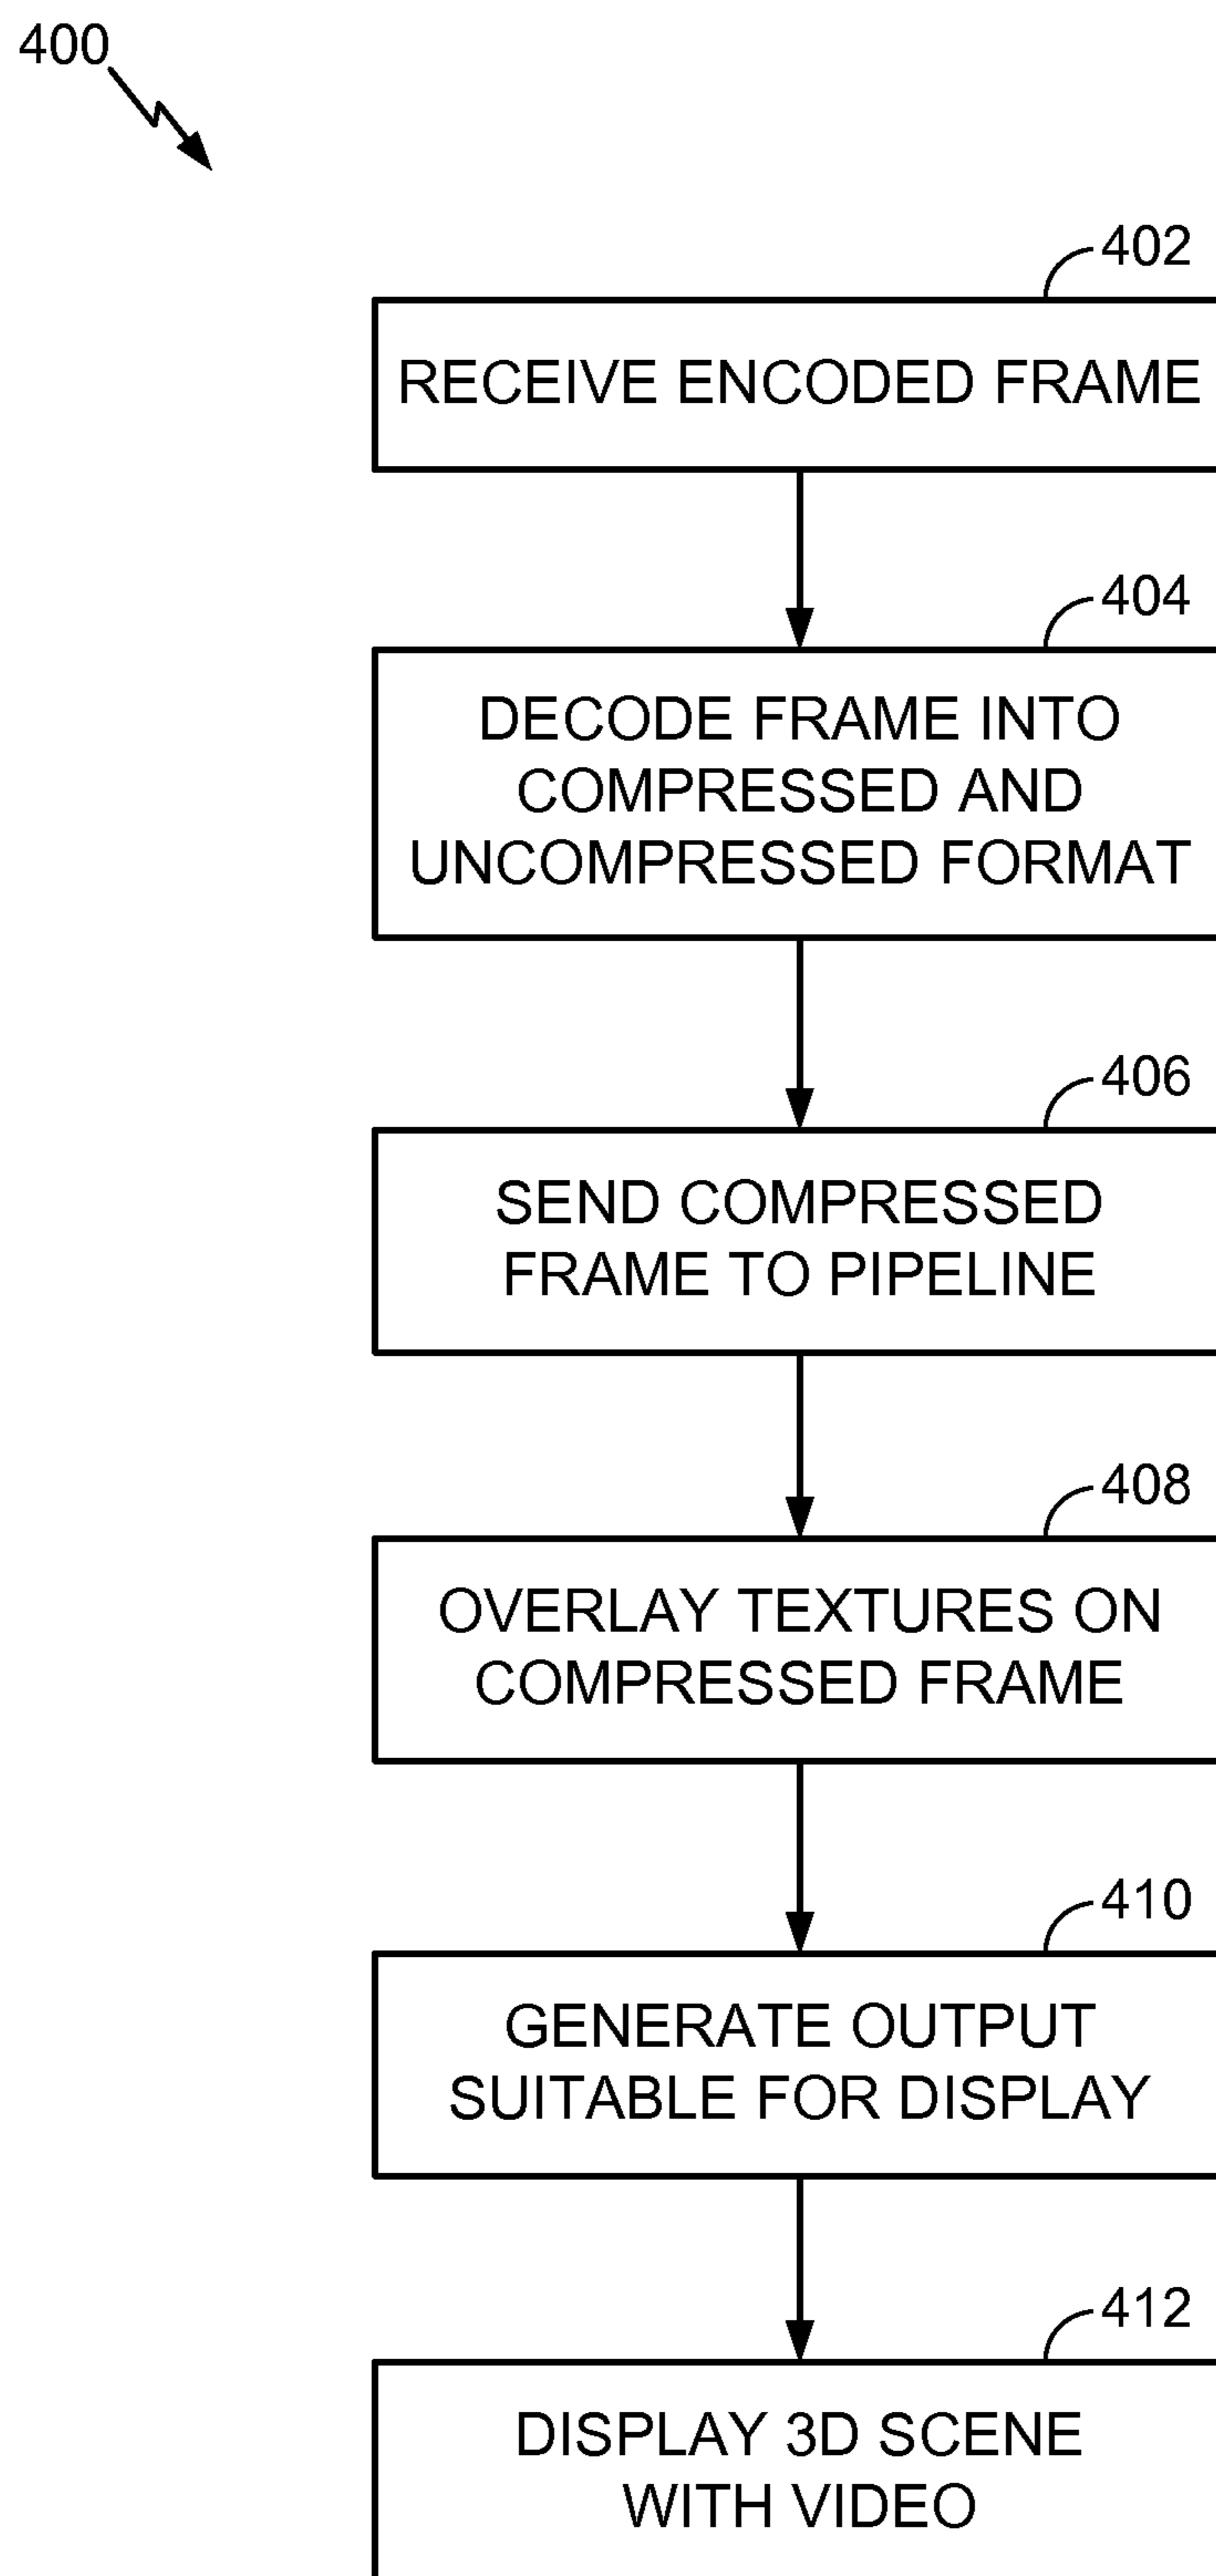 400
402
RECEIVE ENCODED FRAME
404
DECODE FRAME INTO
COMPRESSED AND
UNCOMPRESSED FORMAT
406
SEND COMPRESSED
FRAME TO PIPELINE
408
OVERLAY TEXTURES ON
COMPRESSED FRAME
410
GENERATE OUTPUT
SUITABLE FOR DISPLAY
412
DISPLAY 3D SCENE
WITH VIDEO